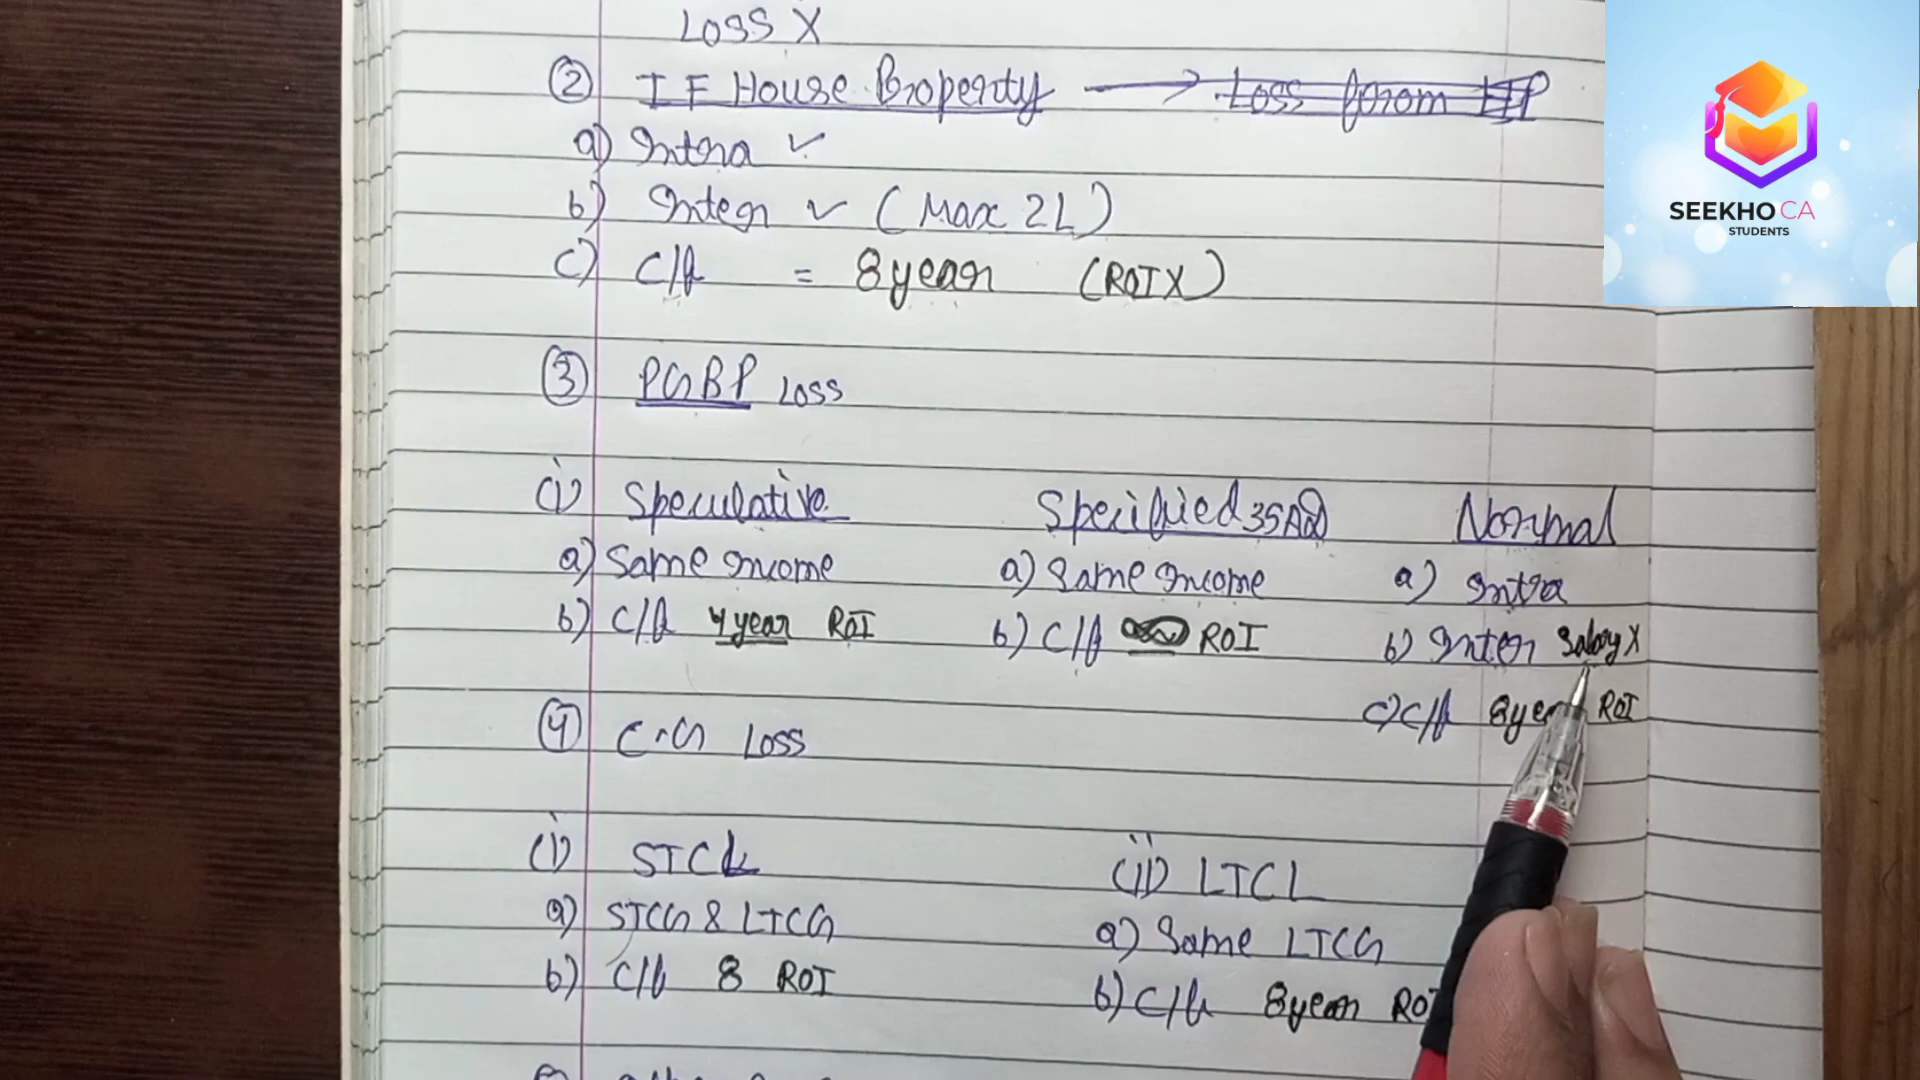 Loss X
② I F House Property → Loss from HP
a) Intra ✓
b) Inter ✓ (Max 2L)
c) C/f = 8year (ROI X)
③ PGBP Loss
(i) Speculative Specified 35AD Normal
a) Same Income a) Same Income a) Intra
b) C/f 4year ROI b) C/f ROI b) Inter Salary X
c) C/f 8year ROI
④ C.G Loss
(i) STCL (ii) LTCL
a) STCG & LTCG a) Same LTCG
b) C/f 8 ROI b) C/f 8year ROI
SEEKHO CA
STUDENTS